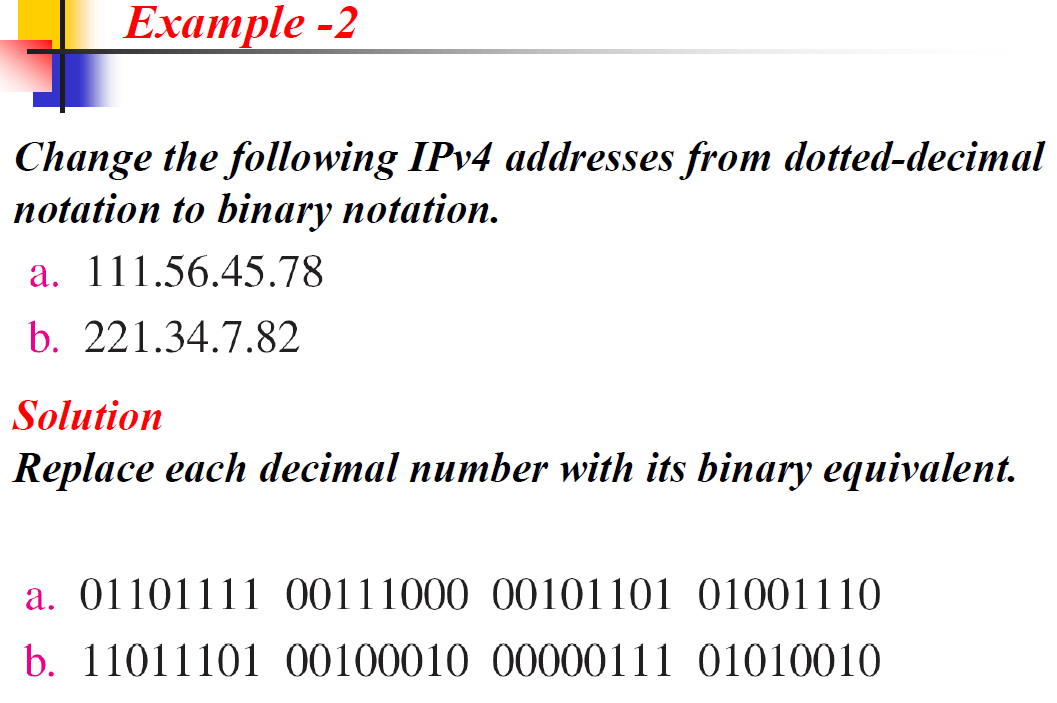 Example -2
Change the following IPv4 addresses from dotted-decimal
notation to binary notation.
a. 111.56.45.78
b. 221.34.7.82
Solution
Replace each decimal number with its binary equivalent.
a. 01101111 00111000 00101101 01001110
b. 11011101 00100010 00000111 01010010